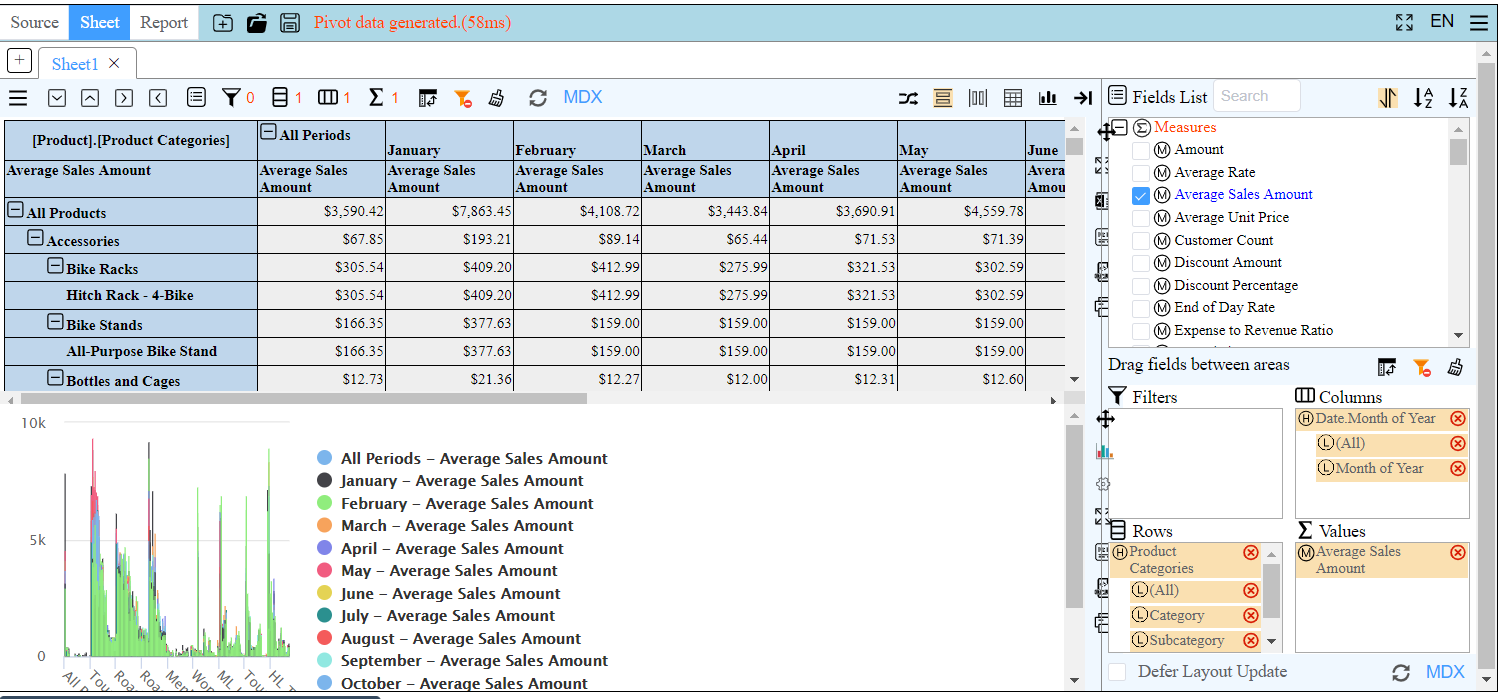 Source Sheet Report Pivot data generated.(58ms) EN
+ Sheet1
0 1 1 Σ 1 MDX
Fields List Search
[Product].[Product Categories] All Periods
January February March April May June
Average Sales Amount Average Sales Average Sales Average Sales Average Sales Average Sales Average Sales
Amount Amount Amount Amount Amount Amount
All Products $3,590.42 $7,863.45 $4,108.72 $3,443.84 $3,690.91 $4,559.78
Accessories $67.85 $193.21 $89.14 $65.44 $71.53 $71.39
Bike Racks $305.54 $409.20 $412.99 $275.99 $321.53 $302.59
Hitch Rack - 4-Bike $305.54 $409.20 $412.99 $275.99 $321.53 $302.59
Bike Stands $166.35 $377.63 $159.00 $159.00 $159.00 $159.00
All-Purpose Bike Stand $166.35 $377.63 $159.00 $159.00 $159.00 $159.00
Bottles and Cages $12.73 $21.36 $12.27 $12.00 $12.31 $12.60
10k
5k
0
All Periods – Average Sales Amount
January – Average Sales Amount
February – Average Sales Amount
March – Average Sales Amount
April – Average Sales Amount
May – Average Sales Amount
June – Average Sales Amount
July – Average Sales Amount
August – Average Sales Amount
September – Average Sales Amount
October – Average Sales Amount
Measures
M Amount
M Average Rate
M Average Sales Amount
M Average Unit Price
M Customer Count
M Discount Amount
M Discount Percentage
M End of Day Rate
M Expense to Revenue Ratio
Drag fields between areas
Filters
Columns
H Date.Month of Year
L (All)
L Month of Year
Rows
H Product
Categories
L (All)
L Category
L Subcategory
Σ Values
M Average Sales
Amount
Defer Layout Update MDX